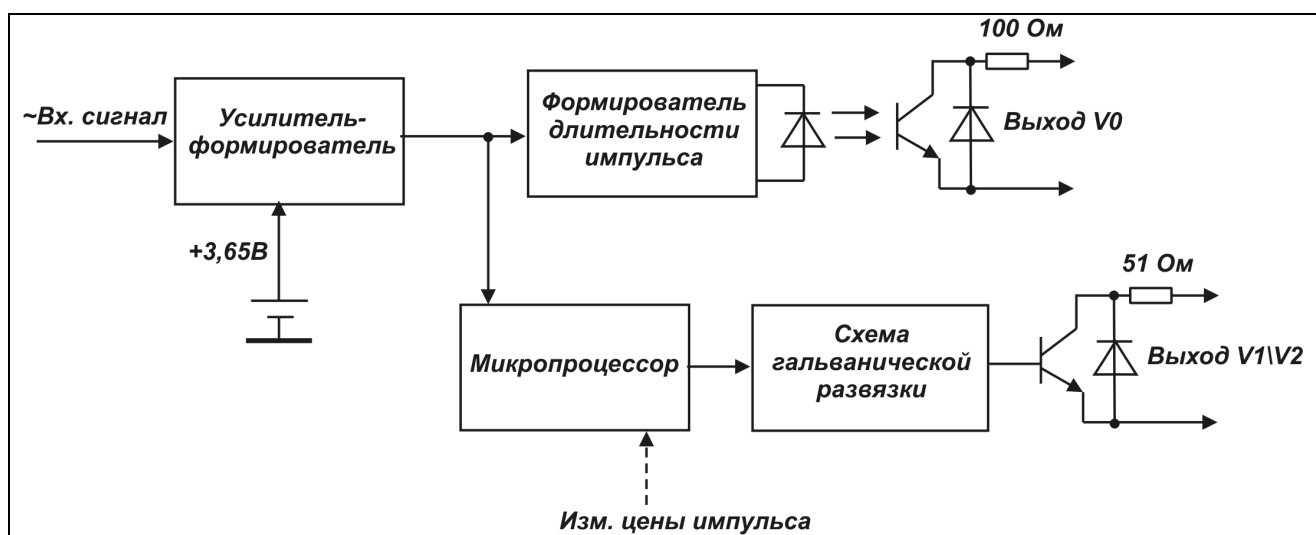 100 Ом
~Вх. сигнал
Усилитель-
формирователь
Формирователь
длительности
импульса
Выход V0
+3,65В
51 Ом
Микропроцессор
Схема
гальванической
развязки
Выход V1\V2
Изм. цены импульса